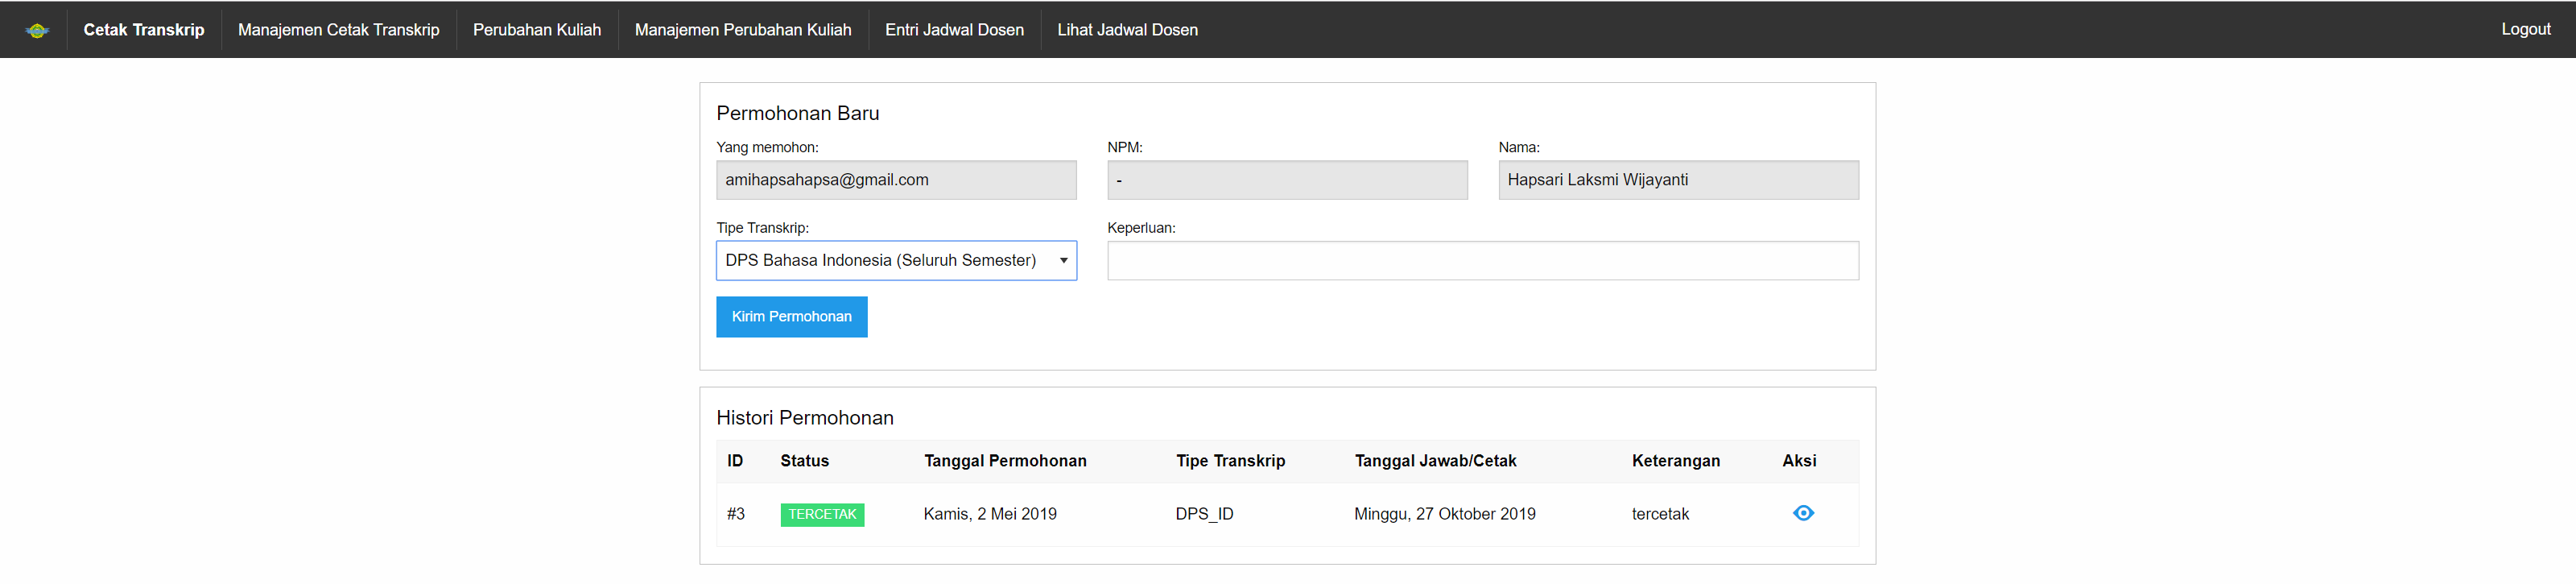 Cetak Transkrip Manajemen Cetak Transkrip Perubahan Kuliah Manajemen Perubahan Kuliah Entri Jadwal Dosen Lihat Jadwal Dosen Logout
Permohonan Baru
Yang memohon: NPM: Nama:
amihapsahapsa@gmail.com - Hapsari Laksmi Wijayanti
Tipe Transkrip: Keperluan:
DPS Bahasa Indonesia (Seluruh Semester)
Kirim Permohonan
Histori Permohonan
ID Status Tanggal Permohonan Tipe Transkrip Tanggal Jawab/Cetak Keterangan Aksi
#3 TERCETAK Kamis, 2 Mei 2019 DPS_ID Minggu, 27 Oktober 2019 tercetak